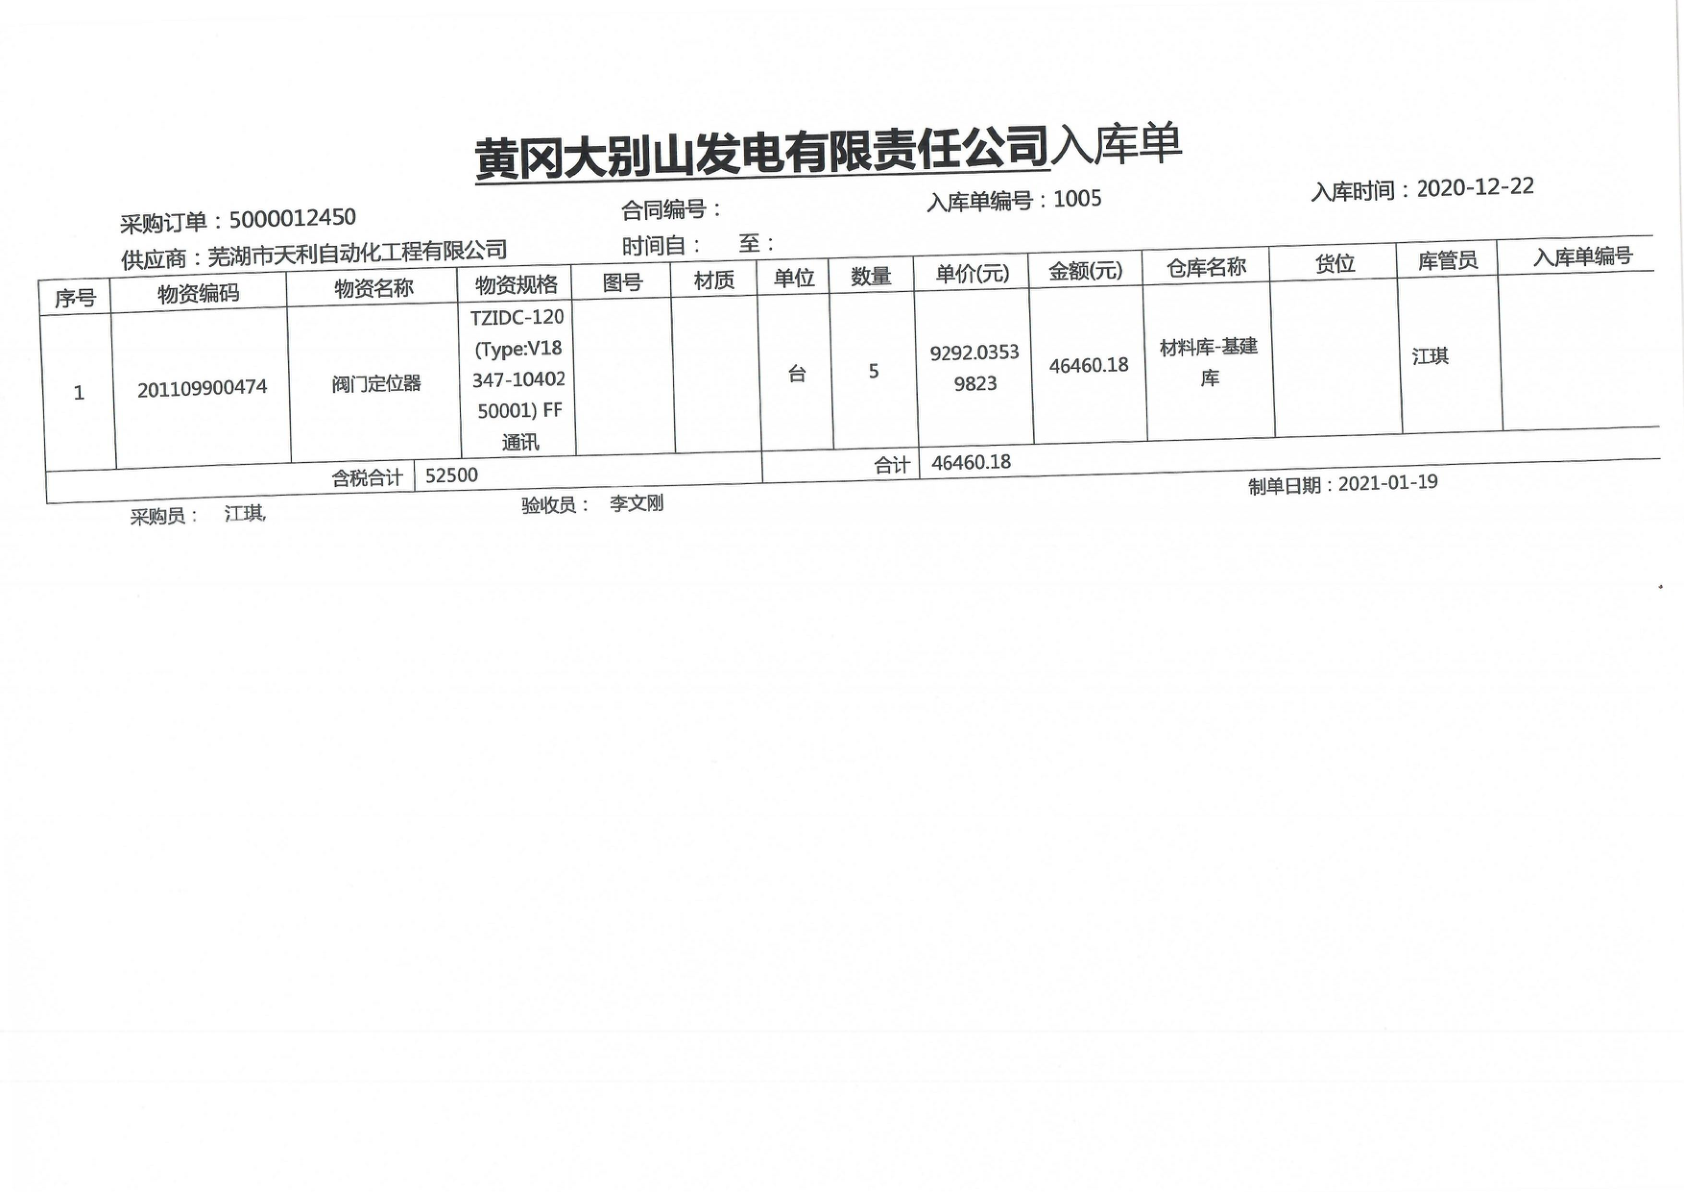 黄冈大别山发电有限责任公司入库单
采购订单：5000012450 合同编号： 入库单编号：1005 入库时间：2020-12-22
供应商：芜湖市天利自动化工程有限公司 时间自： 至：
序号 物资编码 物资名称 物资规格 图号 材质 单位 数量 单价(元) 金额(元) 仓库名称 货位 库管员 入库单编号
1 201109900474 阀门定位器 TZIDC-120 (Type:V18 347-10402 50001) FF 通讯 台 5 9292.0353 9823 46460.18 材料库-基建 库 江琪
含税合计 52500 合计 46460.18
采购员： 江琪, 验收员： 李文刚 制单日期：2021-01-19